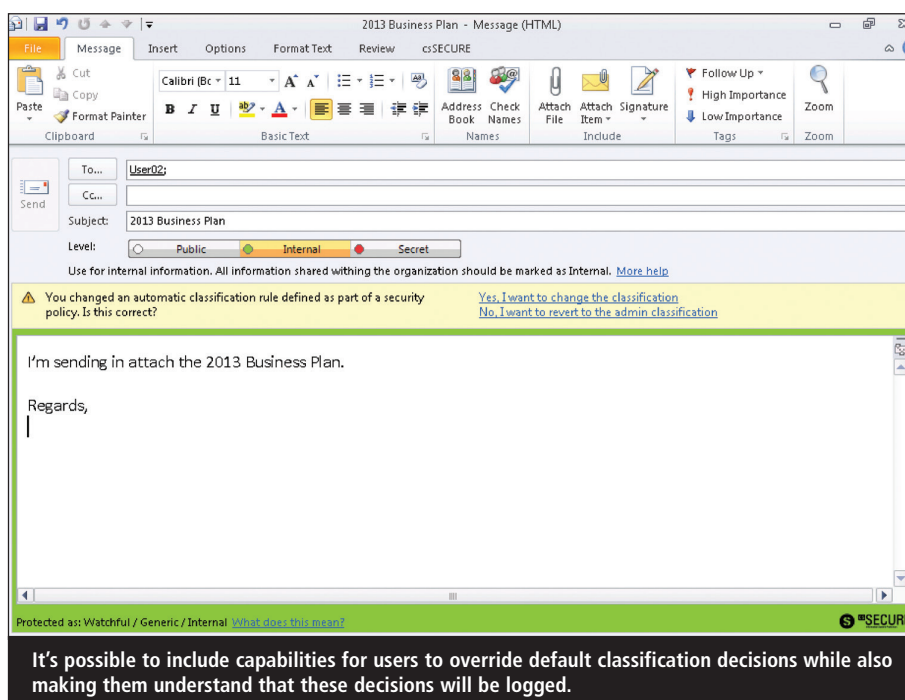 2013 Business Plan - Message (HTML)
File Message Insert Options Format Text Review csSECURE
Cut
Copy
Format Painter
Paste
Clipboard
Calibri (Bc 11
B I U
Basic Text
Address Book
Check Names
Names
Attach File
Attach Item
Signature
Include
Follow Up
High Importance
Low Importance
Tags
Zoom
Zoom
Send
To... User02;
Cc...
Subject: 2013 Business Plan
Level: Public Internal Secret
Use for internal information. All information shared withing the organization should be marked as Internal. More help
You changed an automatic classification rule defined as part of a security
policy. Is this correct?
Yes, I want to change the classification
No, I want to revert to the admin classification
I'm sending in attach the 2013 Business Plan.
Regards,
Protected as: Watchful / Generic / Internal What does this mean?
It's possible to include capabilities for users to override default classification decisions while also
making them understand that these decisions will be logged.